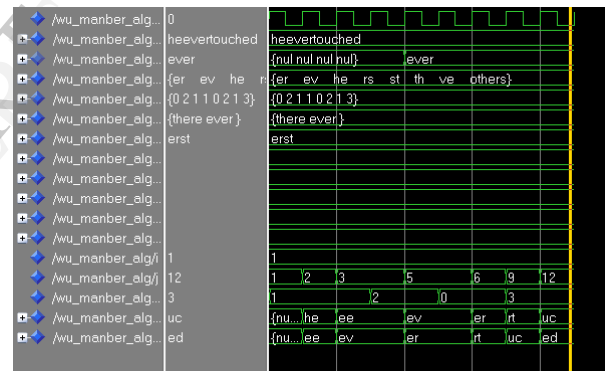 /wu_manber_alg... 0
/wu_manber_alg... heevertouched heevertouched
/wu_manber_alg... ever {nul nul nul nul} ever
/wu_manber_alg... {er ev he rs {er ev he rs st th ve others}
/wu_manber_alg... {0 2 1 1 0 2 1 3} {0 2 1 1 0 2 1 3}
/wu_manber_alg... {there ever } {there ever }
/wu_manber_alg... erst erst
/wu_manber_alg...
/wu_manber_alg...
/wu_manber_alg...
/wu_manber_alg...
/wu_manber_alg...
/wu_manber_alg/i 1 1
/wu_manber_alg/j 12 1 2 3 5 6 9 12
/wu_manber_alg... 3 1 2 0 3
/wu_manber_alg... uc {nu... he ee ev er rt uc
/wu_manber_alg... ed {nu... ee ev er rt uc ed